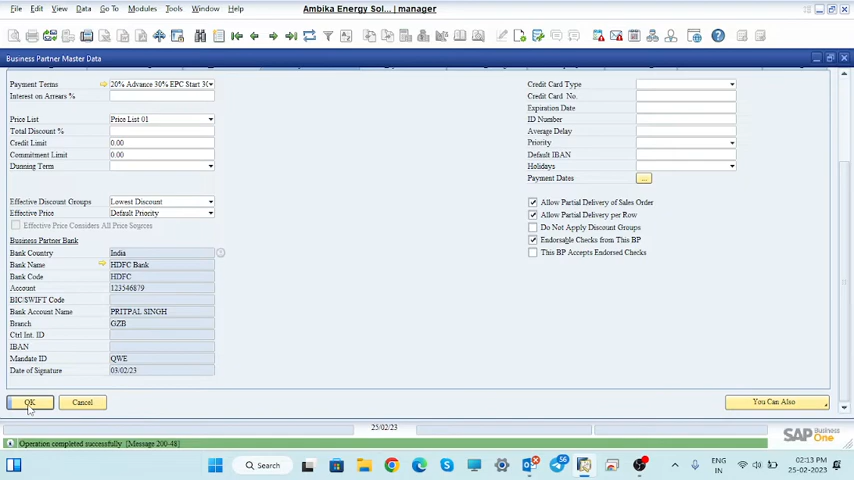 File Edit View Data Go To Modules Tools Window Help
Ambika Energy Sol... | manager
Business Partner Master Data
Payment Terms 20% Advance 30% EPC Start 30
Interest on Arrears %
Price List Price List 01
Total Discount %
Credit Limit 0.00
Commitment Limit 0.00
Dunning Term
Effective Discount Groups Lowest Discount
Effective Price Default Priority
Effective Price Considers All Price Sources
Business Partner Bank
Bank Country India
Bank Name HDFC Bank
Bank Code HDFC
Account 123546879
BIC/SWIFT Code
Bank Account Name PRITPAL SINGH
Branch GZB
Ctrl Int. ID
IBAN
Mandate ID QWE
Date of Signature 03/02/23
Credit Card Type
Credit Card No.
Expiration Date
ID Number
Average Delay
Priority
Default IBAN
Holidays
Payment Dates ...
Allow Partial Delivery of Sales Order
Allow Partial Delivery per Row
Do Not Apply Discount Groups
Endorsable Checks from This BP
This BP Accepts Endorsed Checks
OK Cancel You Can Also
25/02/23
Operation completed successfully [Message 200-48]
SAP Business One
Search
56
ENG
IN
02:13 PM
25-02-2023